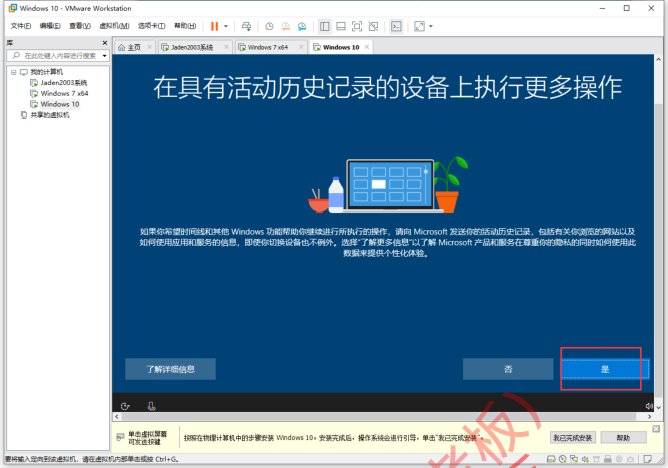 Windows 10 - VMware Workstation
文件(F) 编辑(E) 查看(V) 虚拟机(M) 选项卡(T) 帮助(H)
库
在此处键入内容进行搜索
我的计算机
Jaden2003系统
Windows 7 x64
Windows 10
共享的虚拟机
主页 Jaden2003系统 Windows 7 x64 Windows 10
在具有活动历史记录的设备上执行更多操作
如果你希望时间线和其他 Windows 功能帮助你继续进行所执行的操作，请向 Microsoft 发送你的活动历史记录，包括有关你浏览的网站以及
如何使用应用和服务的信息，即使你切换设备也不例外。选择"了解更多信息"以了解 Microsoft 产品和服务在尊重你的隐私的同时如何使用此
数据来提供个性化体验。
了解详细信息 否 是
单击虚拟屏幕
可发送按键
按照在物理计算机中的步骤安装 Windows 10。安装完成后，操作系统会进行引导，单击"我已完成安装"。
我已完成安装 帮助
老板）
要将输入定向到该虚拟机，请在虚拟机内部单击或按 Ctrl+G。